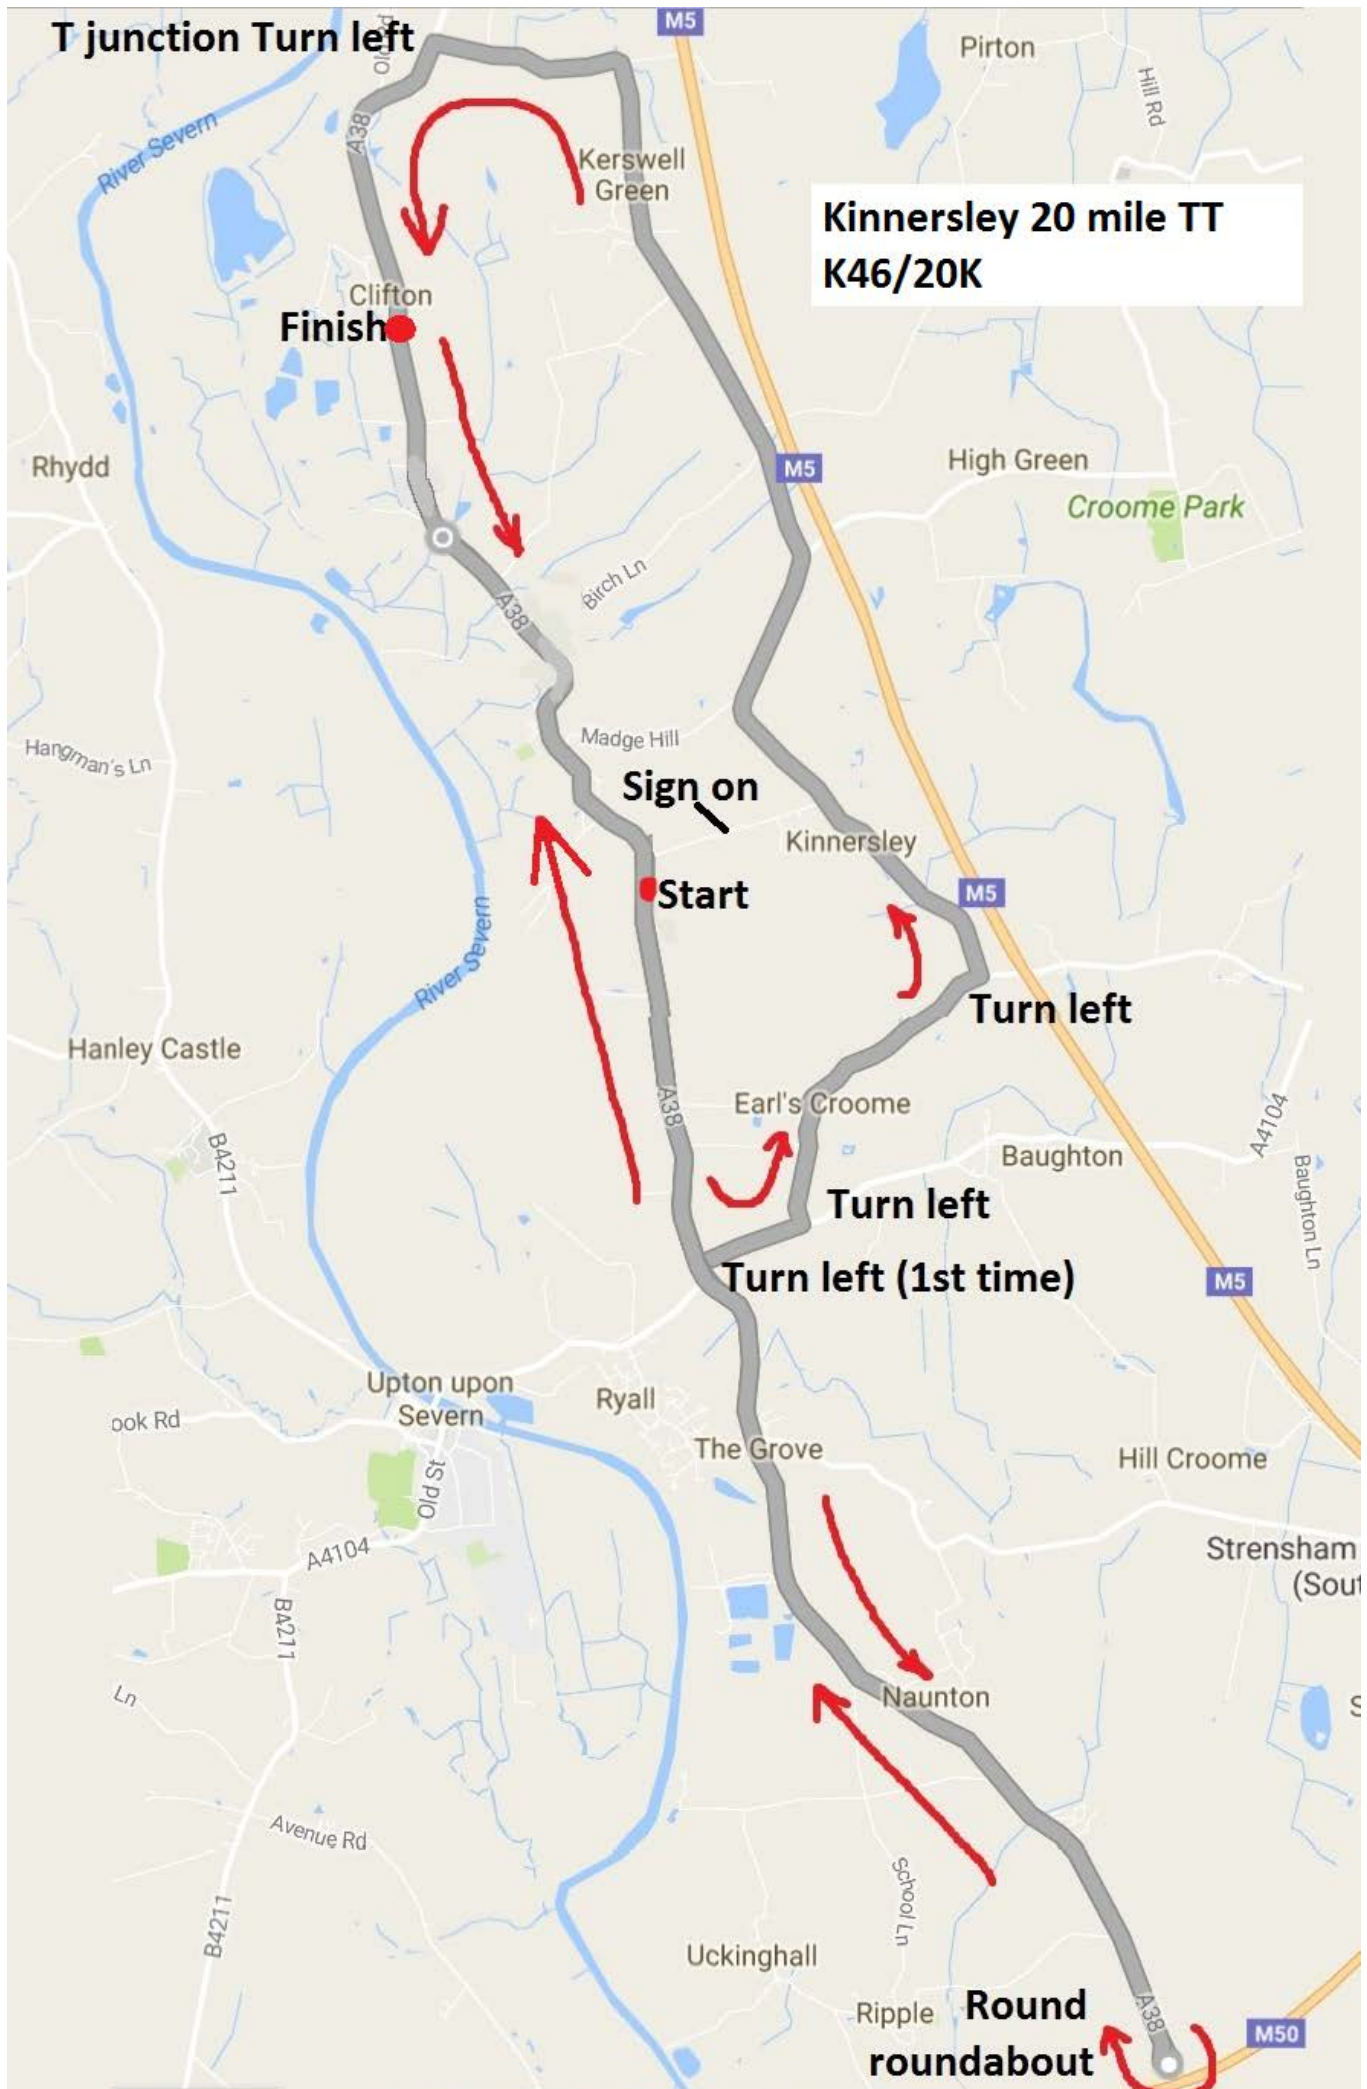 T junction Turn left
Old Rd
M5
Pirton
Hill Rd
A38
River Severn
Kerswell
Green
Kinnersley 20 mile TT
K46/20K
Clifton
Finish
Rhydd
M5
High Green
Croome Park
Birch Ln
A38
Hangman's Ln
Madge Hill
Sign on
Kinnersley
M5
Start
River Severn
Turn left
Hanley Castle
A38
Earl's Croome
A4104
B4211
Baughton
Baughton Ln
Turn left
Turn left (1st time)
M5
Upton upon
Severn
Ryall
ook Rd
The Grove
Hill Croome
Old St
A4104
Strensham
(Sout
B4211
Ln
Naunton
S
Avenue Rd
School Ln
B4211
Uckinghall
Ripple
Round
roundabout
A38
M50